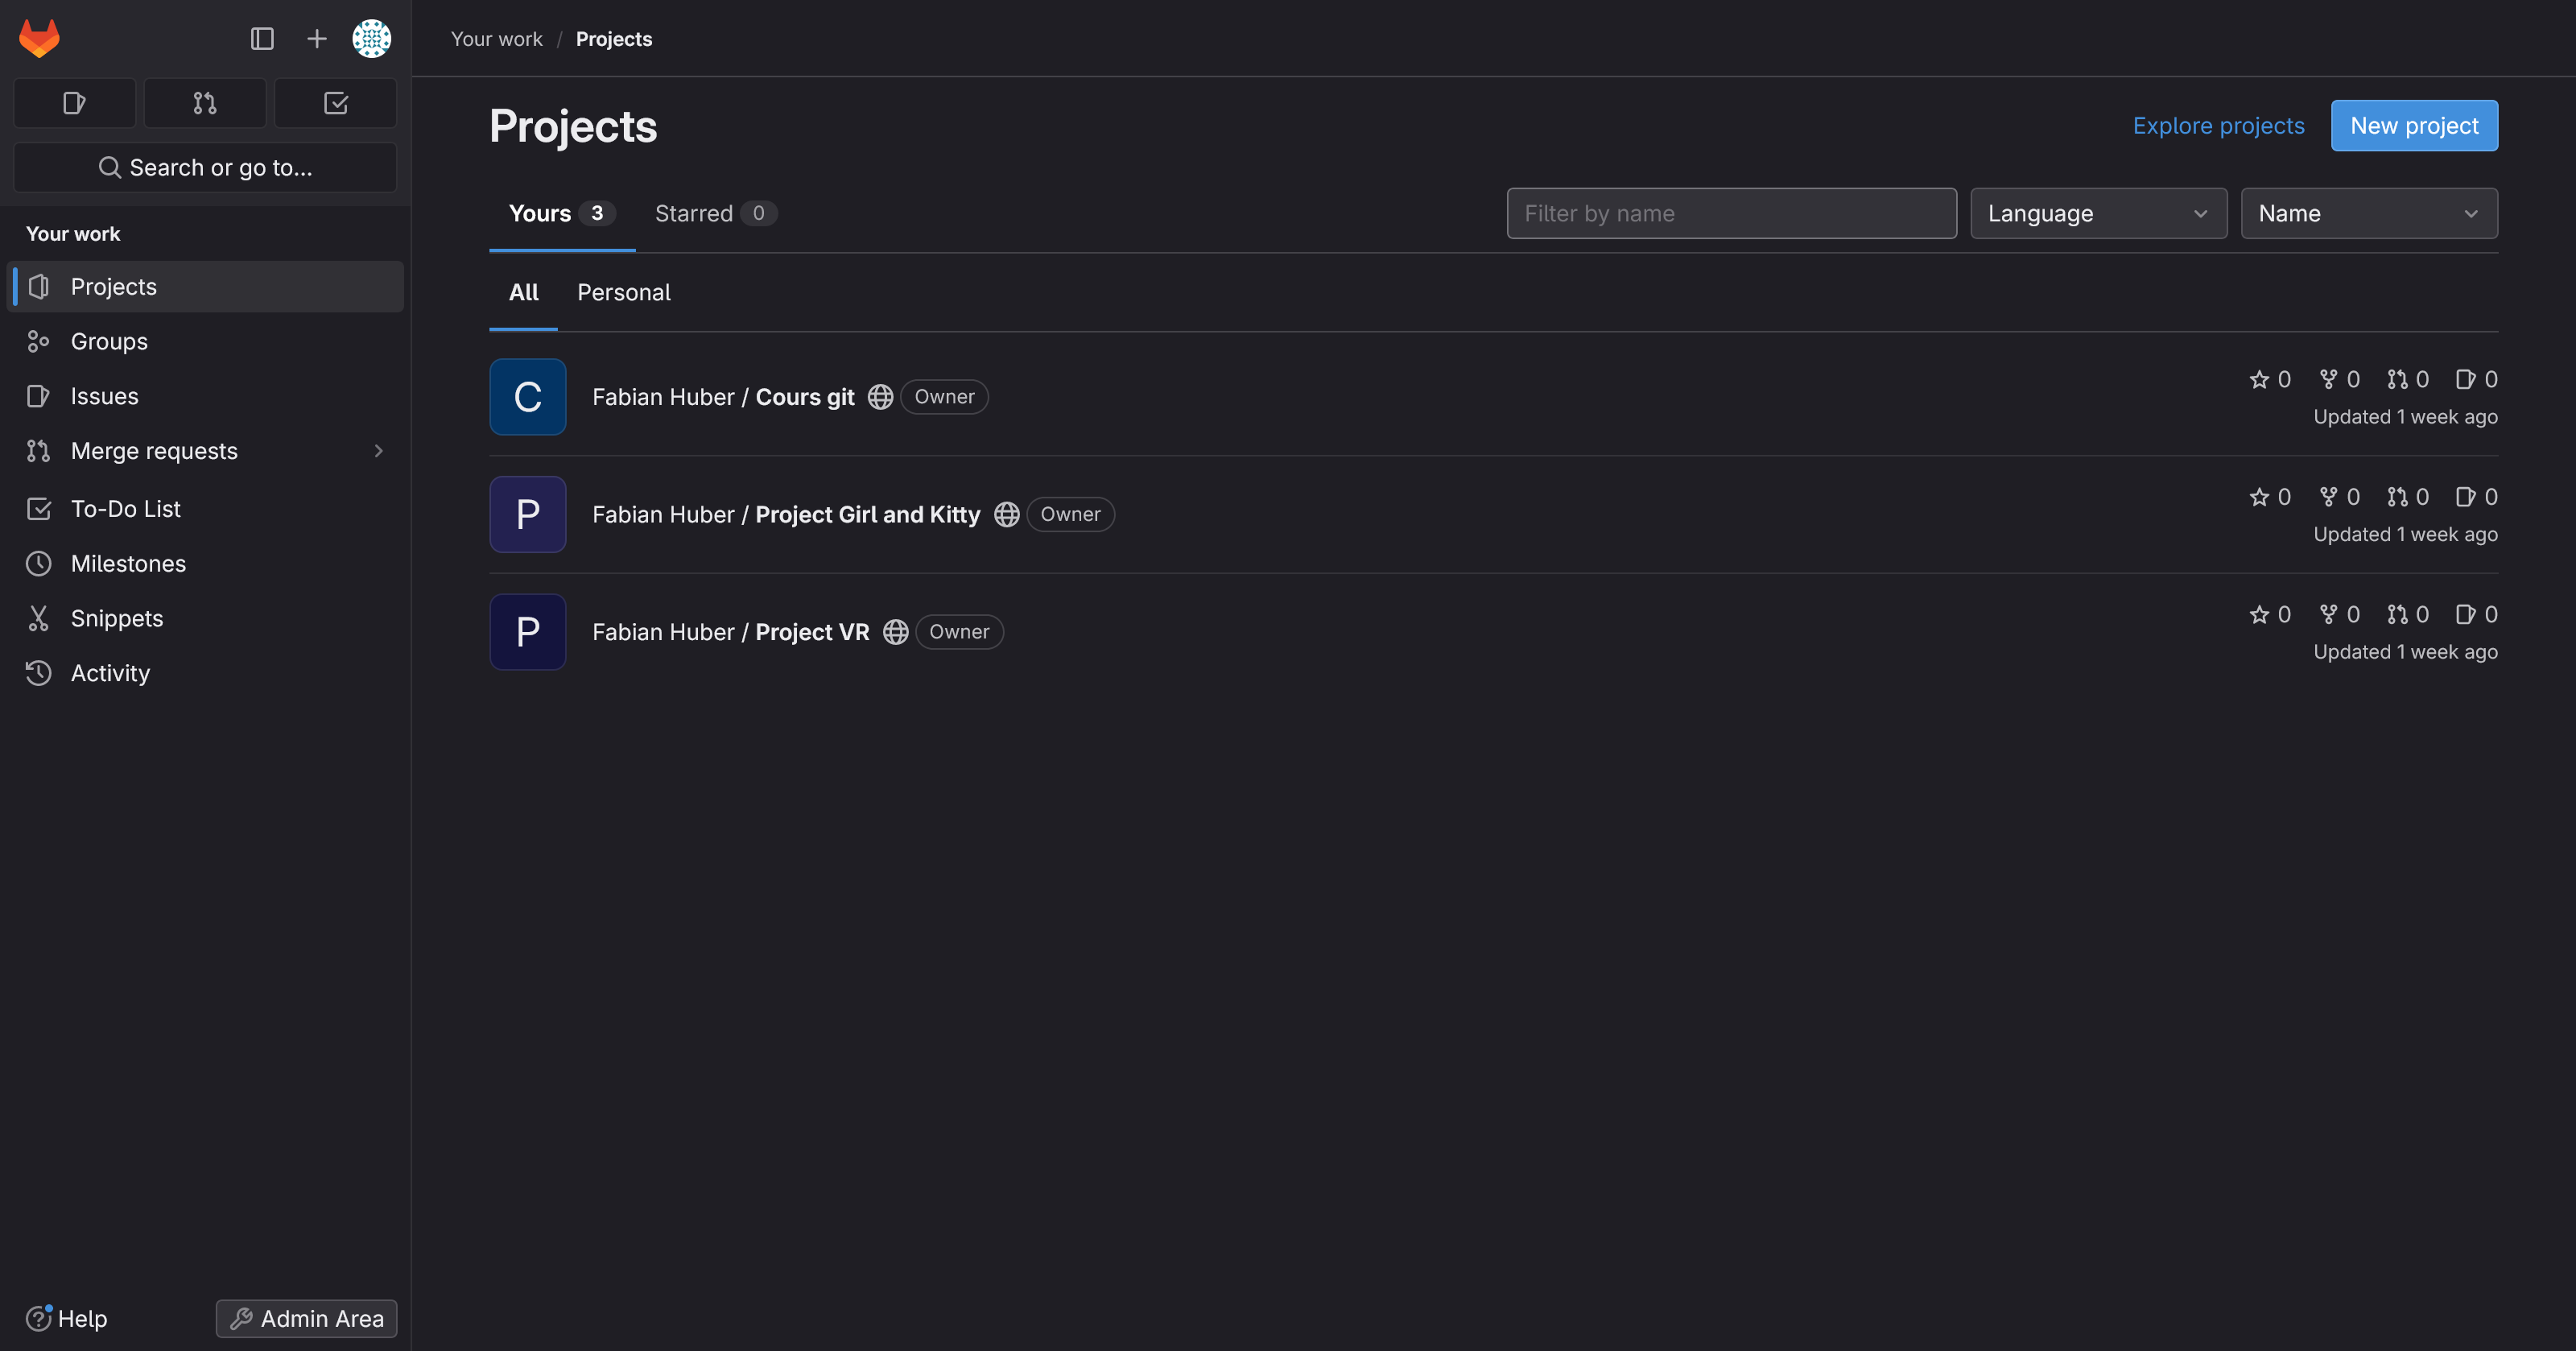 Your work / Projects
Search or go to...
Your work
Projects
Groups
Issues
Merge requests
To-Do List
Milestones
Snippets
Activity
Help
Admin Area
Projects
Explore projects
New project
Yours 3
Starred 0
Filter by name
Language
Name
All
Personal
C
Fabian Huber / Cours git
Owner
0 0 0 0
Updated 1 week ago
P
Fabian Huber / Project Girl and Kitty
Owner
0 0 0 0
Updated 1 week ago
P
Fabian Huber / Project VR
Owner
0 0 0 0
Updated 1 week ago